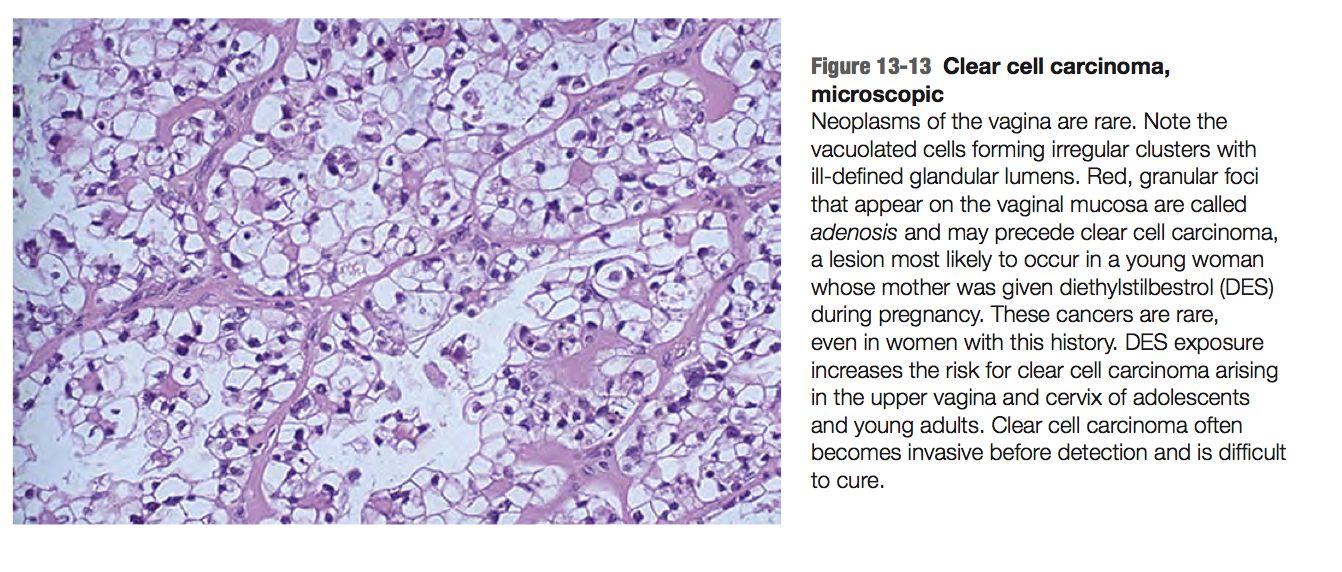 Figure 13-13 Clear cell carcinoma,
microscopic
Neoplasms of the vagina are rare. Note the
vacuolated cells forming irregular clusters with
ill-defined glandular lumens. Red, granular foci
that appear on the vaginal mucosa are called
adenosis and may precede clear cell carcinoma,
a lesion most likely to occur in a young woman
whose mother was given diethylstilbestrol (DES)
during pregnancy. These cancers are rare,
even in women with this history. DES exposure
increases the risk for clear cell carcinoma arising
in the upper vagina and cervix of adolescents
and young adults. Clear cell carcinoma often
becomes invasive before detection and is difficult
to cure.